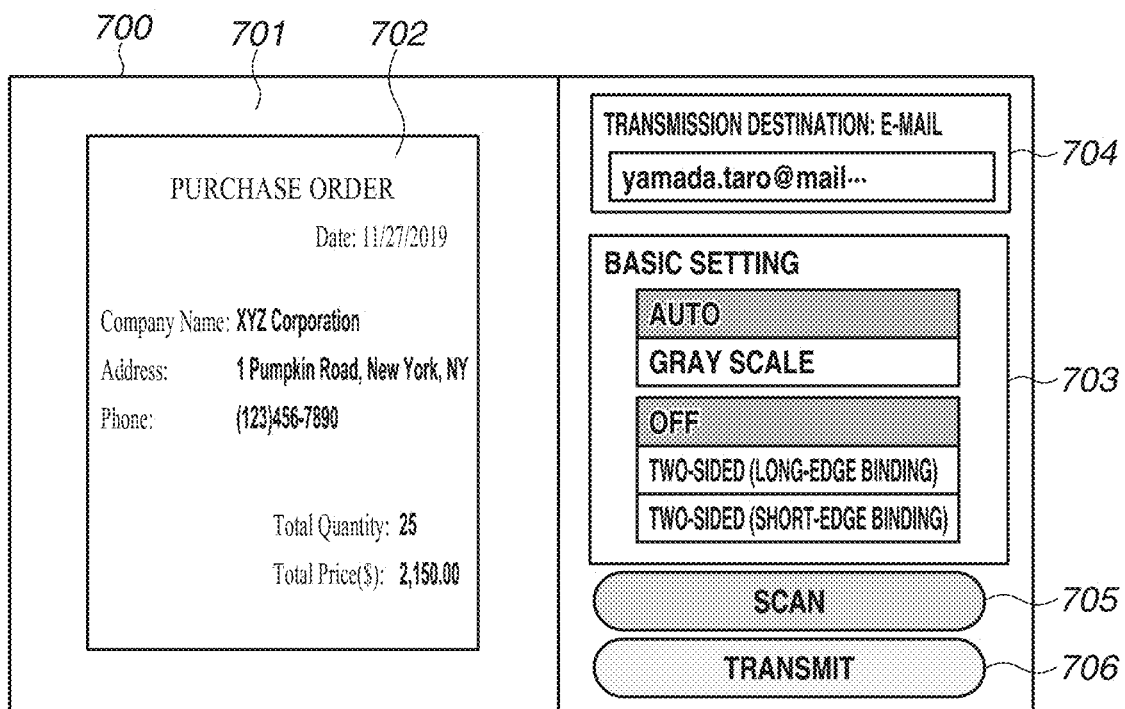 700 701 702
PURCHASE ORDER
Date: 11/27/2019
Company Name: XYZ Corporation
Address: 1 Pumpkin Road, New York, NY
Phone: (123)456-7890
Total Quantity: 25
Total Price($): 2,150.00
TRANSMISSION DESTINATION: E-MAIL
704
yamada.taro@mail···
BASIC SETTING
AUTO
GRAY SCALE
703
OFF
TWO-SIDED (LONG-EDGE BINDING)
TWO-SIDED (SHORT-EDGE BINDING)
SCAN
705
TRANSMIT
706